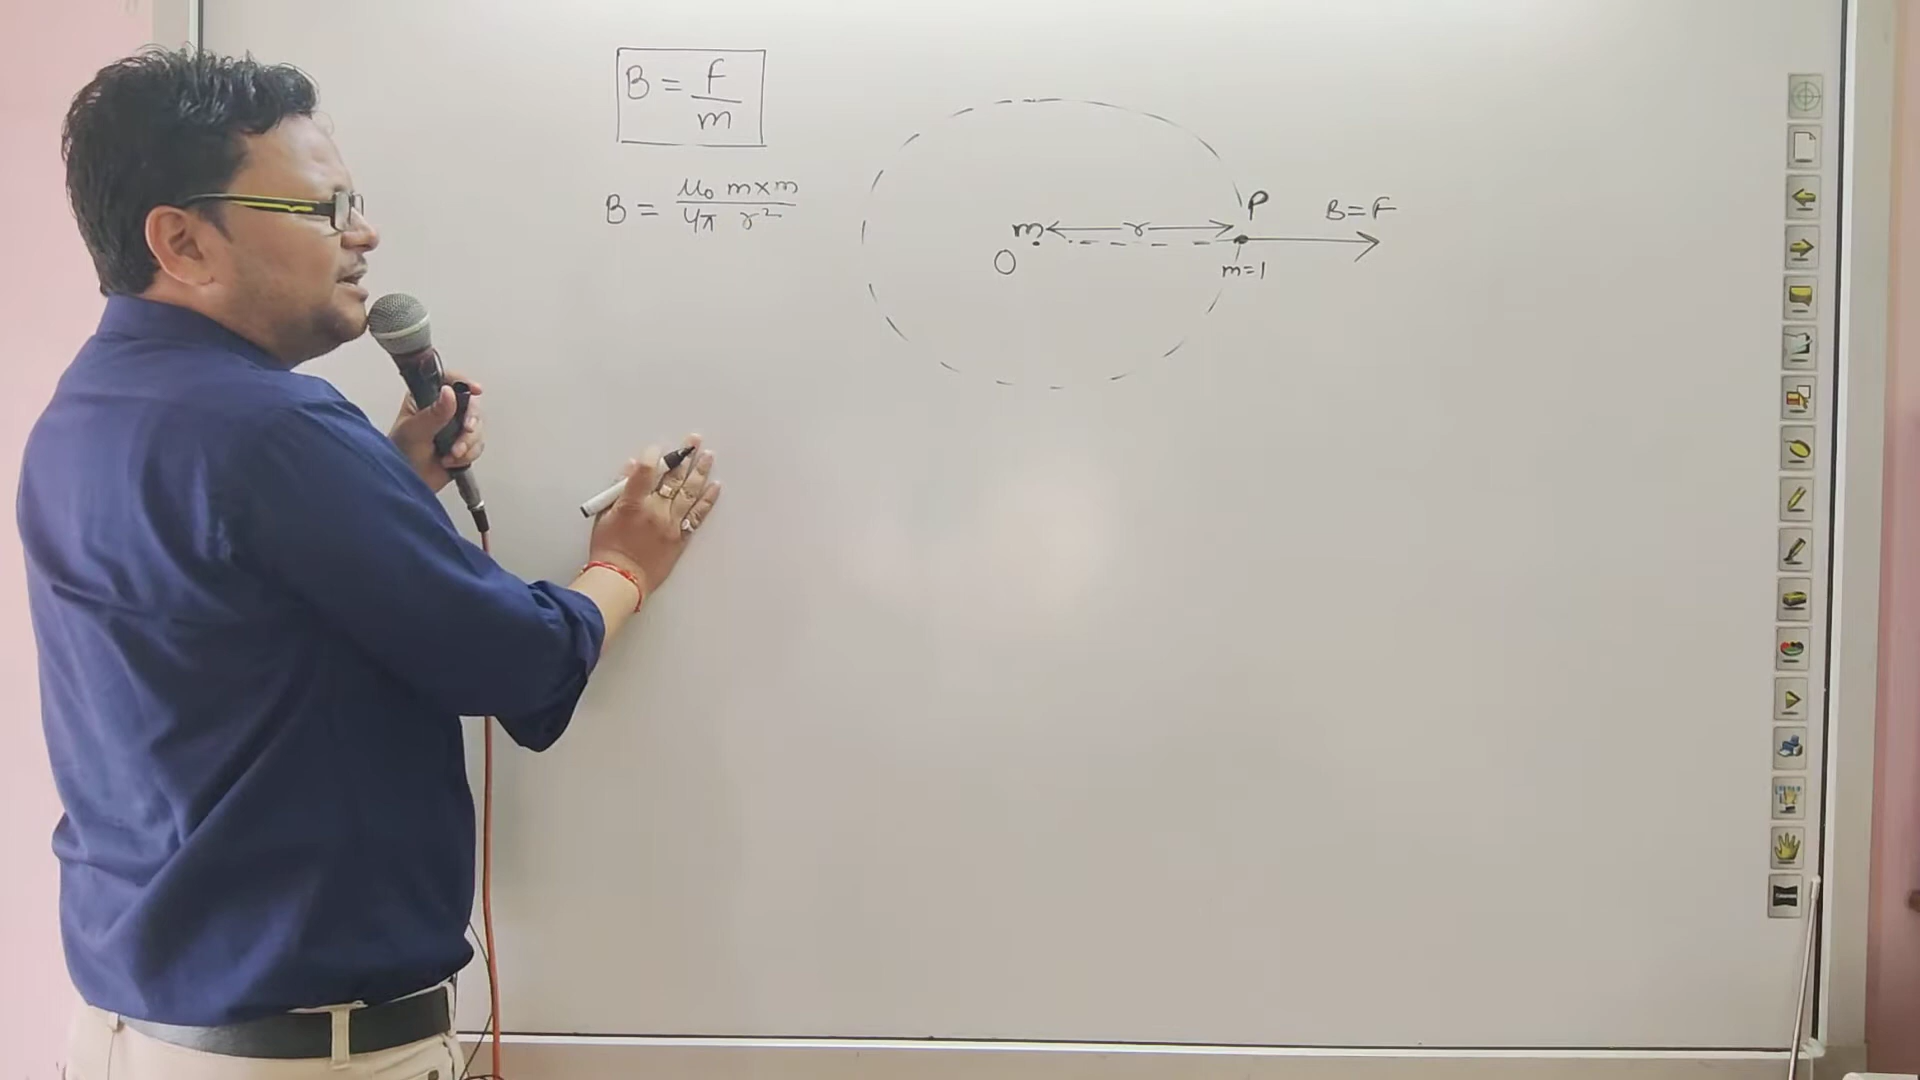 B = F/m
B = μ₀ m×m / 4π r²
P
B=F
m
r
O
m=1